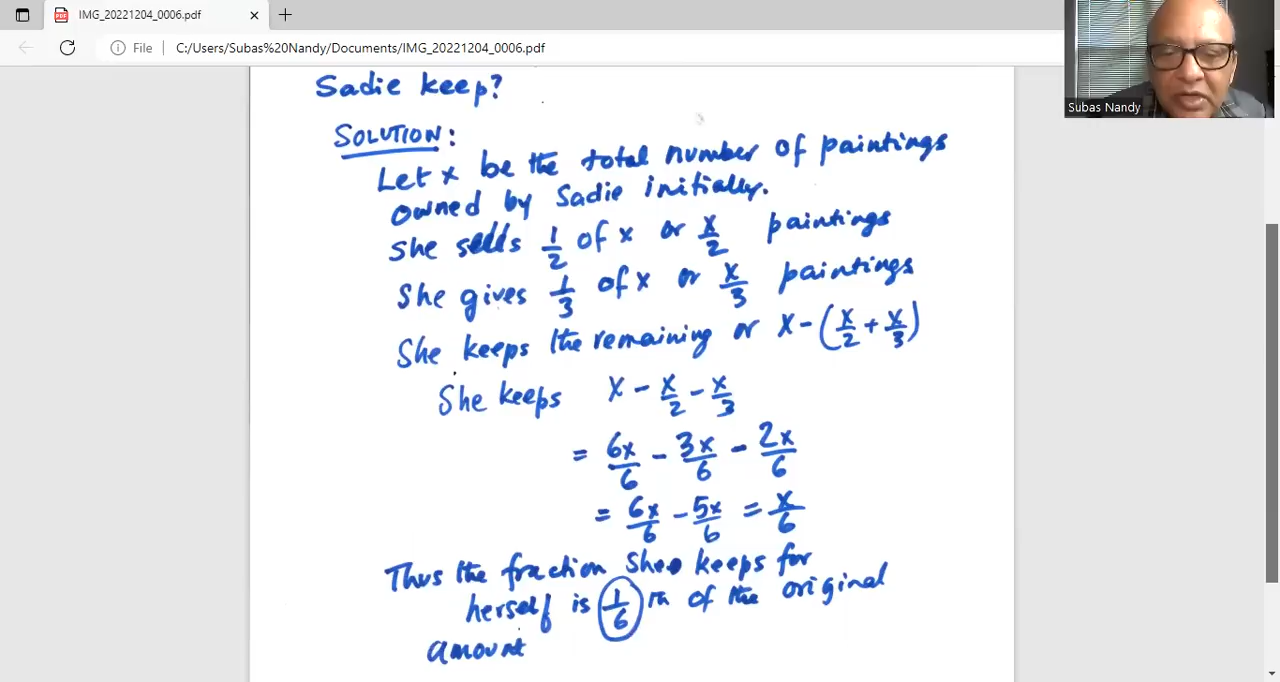 IMG_20221204_0006.pdf
File C:/Users/Subas%20Nandy/Documents/IMG_20221204_0006.pdf
Subas Nandy
Sadie keep?
SOLUTION:
Let x be the total number of paintings
owned by Sadie initially.
She sells 1/2 of x or x/2 paintings
She gives 1/3 of x or x/3 paintings
She keeps the remaining or x - (x/2 + x/3)
She keeps x - x/2 - x/3
= 6x/6 - 3x/6 - 2x/6
= 6x/6 - 5x/6 = x/6
Thus the fraction She keeps for
herself is 1/6 th of the original
amount